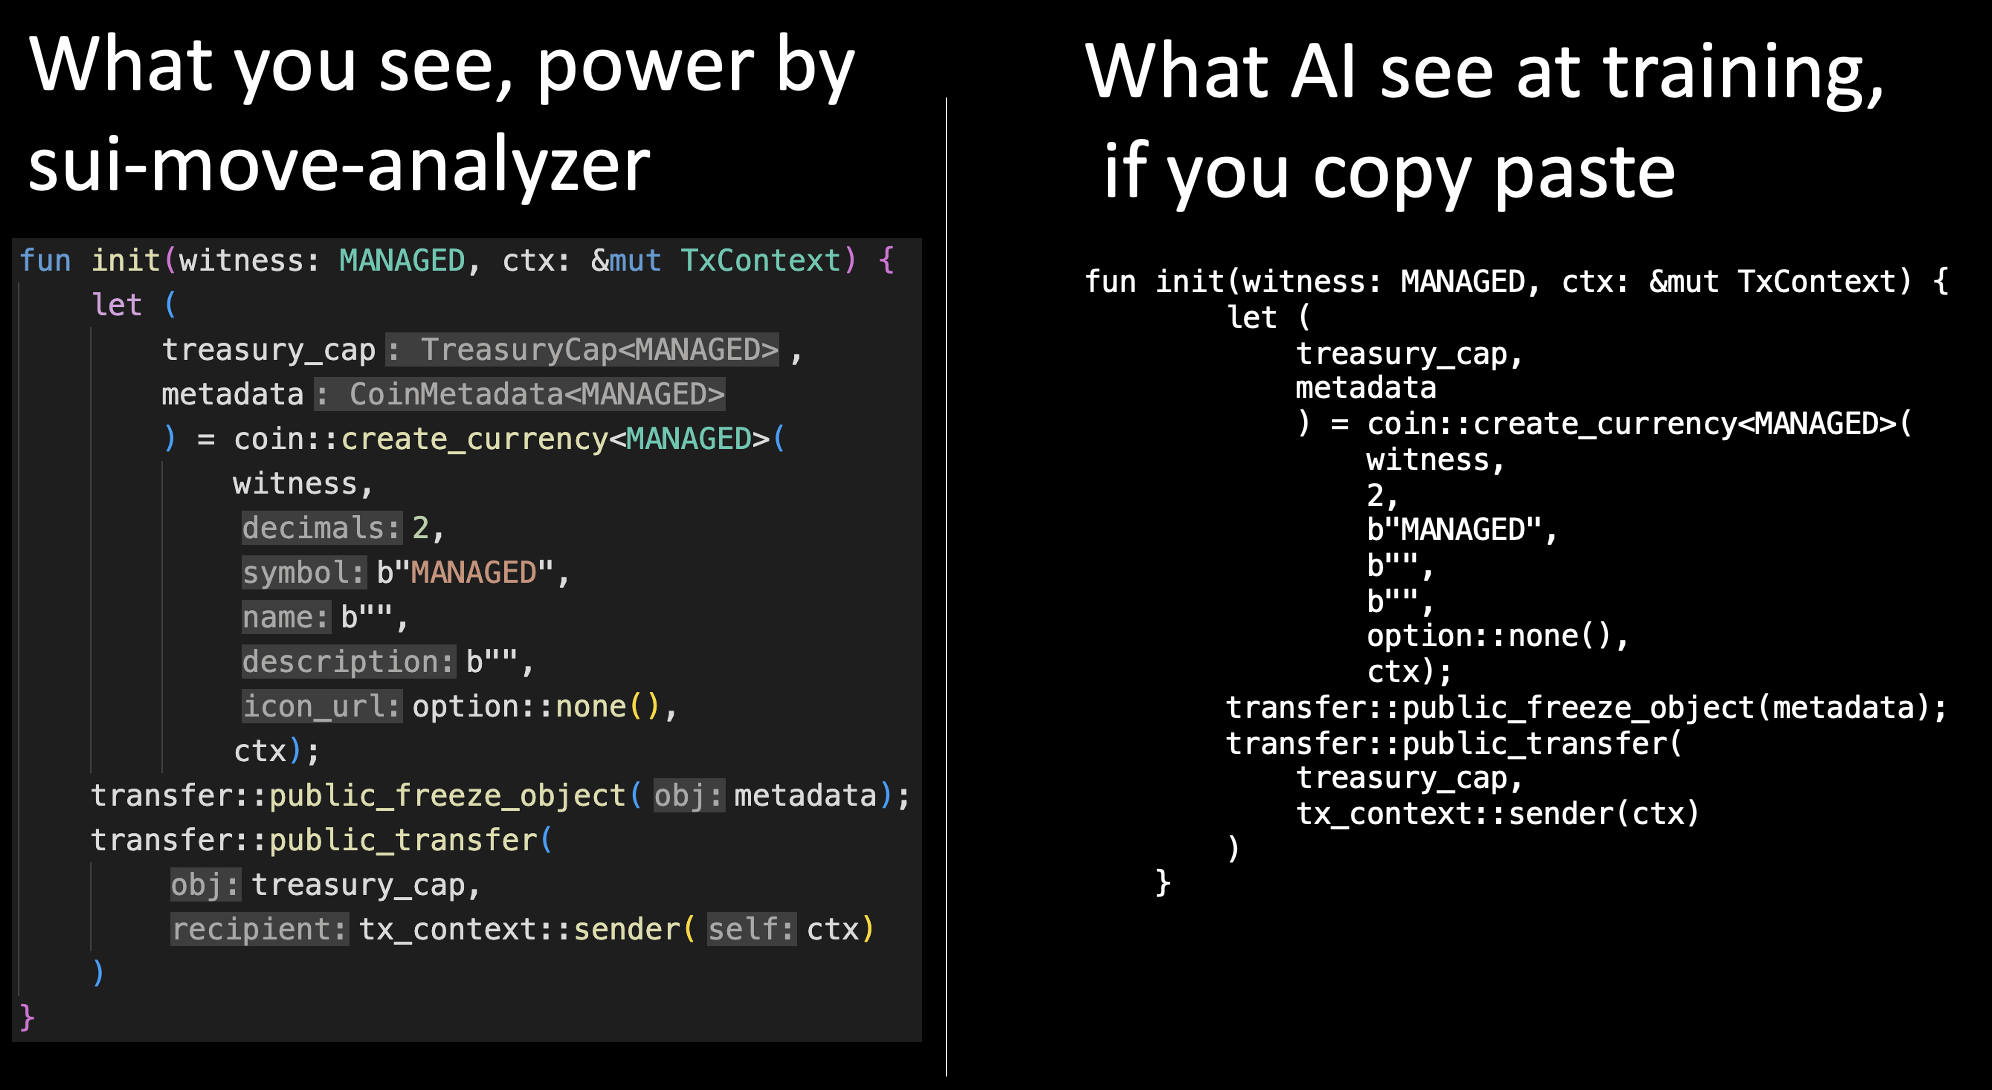 What you see, power by
sui-move-analyzer
fun init(witness: MANAGED, ctx: &mut TxContext) {
    let (
        treasury_cap : TreasuryCap<MANAGED> ,
        metadata : CoinMetadata<MANAGED>
        ) = coin::create_currency<MANAGED>(
            witness,
            decimals: 2,
            symbol: b"MANAGED",
            name: b"",
            description: b"",
            icon_url: option::none(),
            ctx);
    transfer::public_freeze_object( obj: metadata);
    transfer::public_transfer(
        obj: treasury_cap,
        recipient: tx_context::sender( self: ctx)
    )
}
What AI see at training,
if you copy paste
fun init(witness: MANAGED, ctx: &mut TxContext) {
        let (
            treasury_cap,
            metadata
            ) = coin::create_currency<MANAGED>(
                witness,
                2,
                b"MANAGED",
                b"",
                b"",
                option::none(),
                ctx);
        transfer::public_freeze_object(metadata);
        transfer::public_transfer(
            treasury_cap,
            tx_context::sender(ctx)
        )
    }